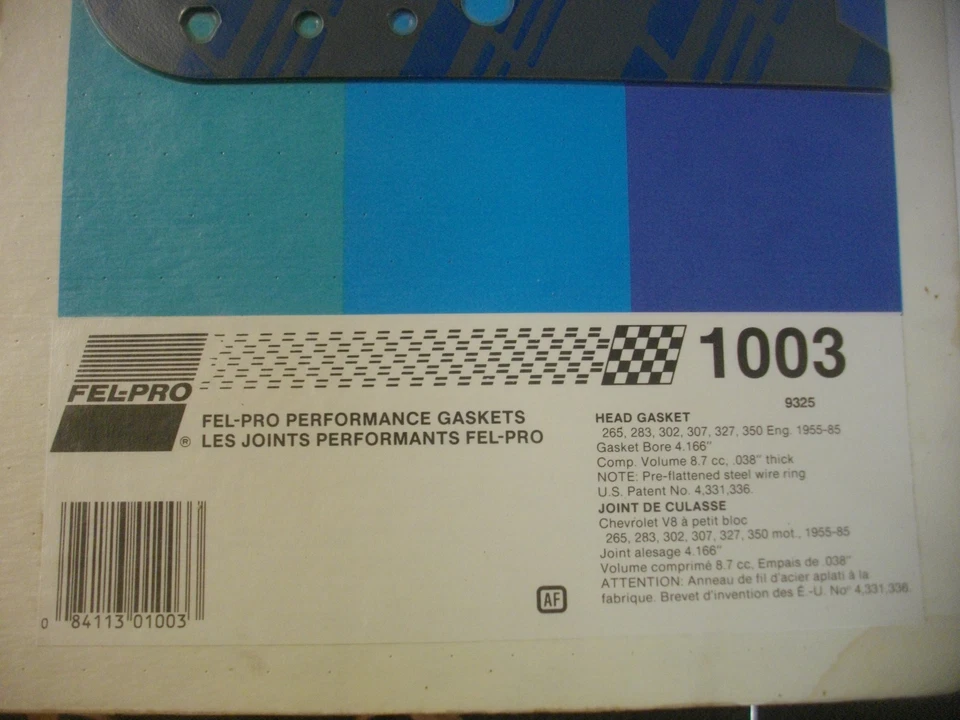 FEL-PRO
®
1003
9325
FEL-PRO PERFORMANCE GASKETS
LES JOINTS PERFORMANTS FEL-PRO
HEAD GASKET
265, 283, 302, 307, 327, 350 Eng. 1955-85
Gasket Bore 4.166"
Comp. Volume 8.7 cc, .038" thick
NOTE: Pre-flattened steel wire ring
U.S. Patent No. 4,331,336.
JOINT DE CULASSE
Chevrolet V8 à petit bloc
265, 283, 302, 307, 327, 350 mot., 1955-85
Joint alesage 4.166"
Volume comprimé 8.7 cc, Empais de .038"
ATTENTION: Anneau de fil d'acier aplati à la
fabrique. Brevet d'invention des É.-U. Noº 4,331,336.
AF
0 84113 01003